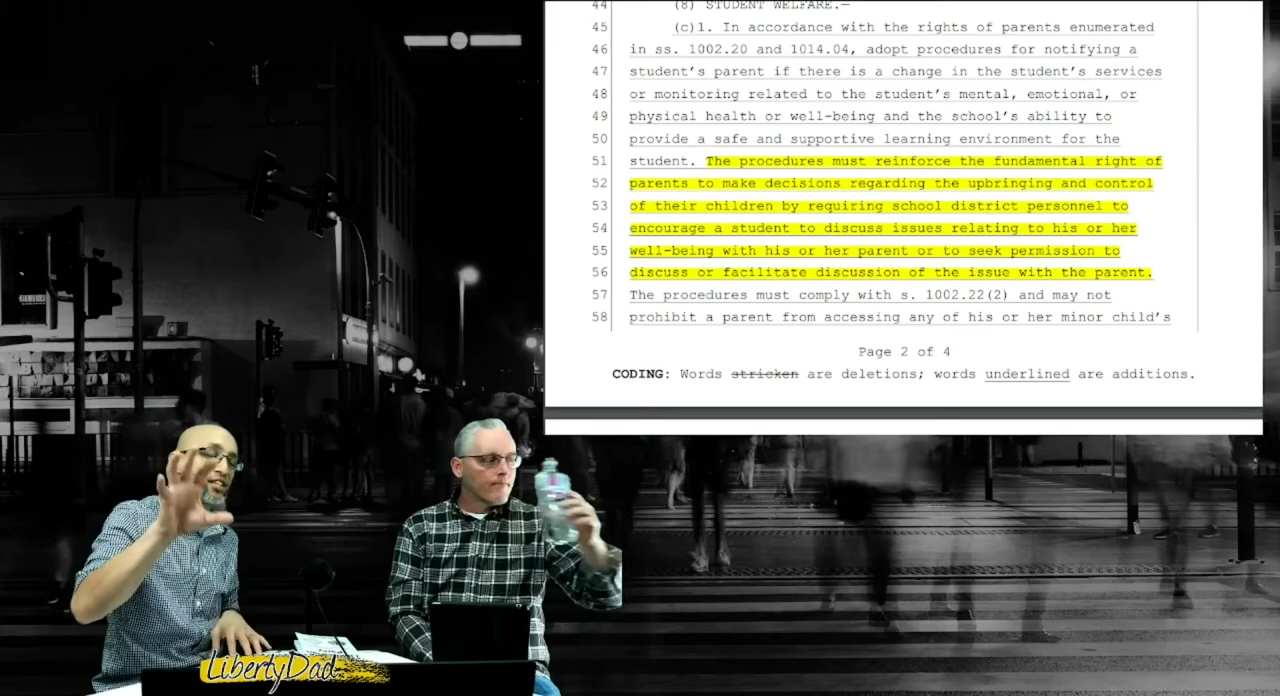 44 (8) STUDENT WELFARE.—
45 (c)1. In accordance with the rights of parents enumerated
46 in ss. 1002.20 and 1014.04, adopt procedures for notifying a
47 student's parent if there is a change in the student's services
48 or monitoring related to the student's mental, emotional, or
49 physical health or well-being and the school's ability to
50 provide a safe and supportive learning environment for the
51 student. The procedures must reinforce the fundamental right of
52 parents to make decisions regarding the upbringing and control
53 of their children by requiring school district personnel to
54 encourage a student to discuss issues relating to his or her
55 well-being with his or her parent or to seek permission to
56 discuss or facilitate discussion of the issue with the parent.
57 The procedures must comply with s. 1002.22(2) and may not
58 prohibit a parent from accessing any of his or her minor child's
Page 2 of 4
CODING: Words stricken are deletions; words underlined are additions.
LibertyDad